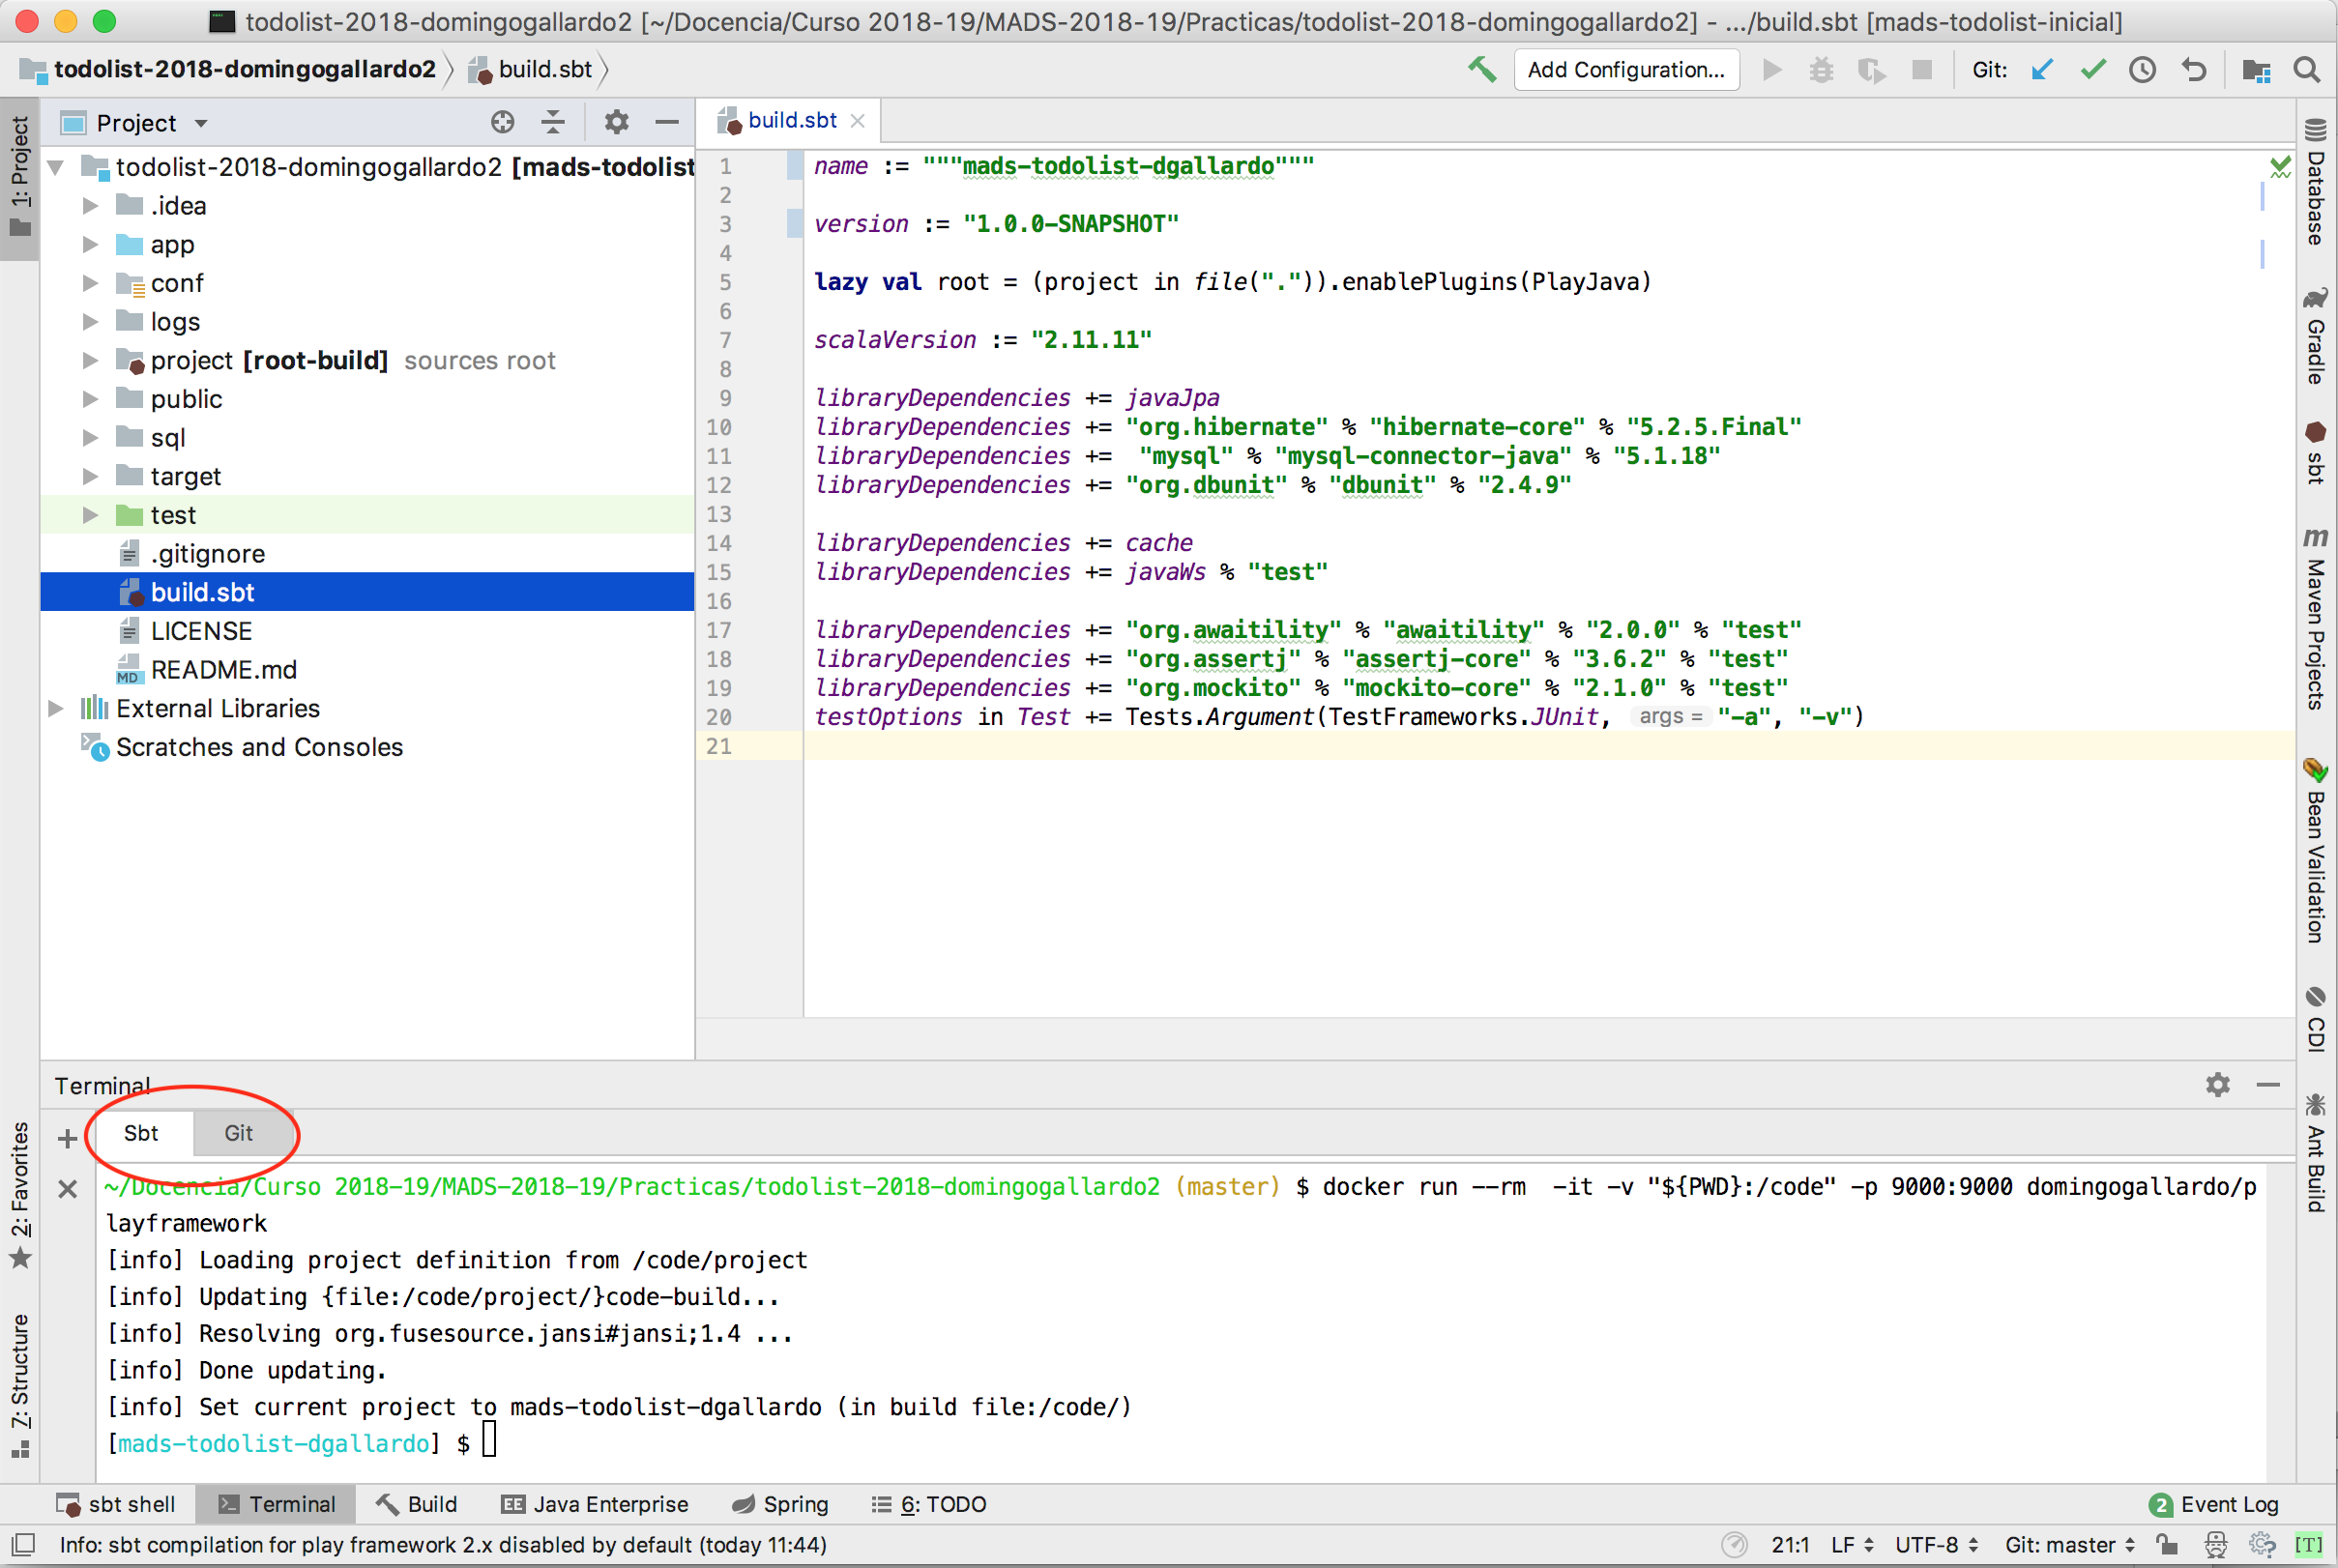 todolist-2018-domingogallardo2 [~/Docencia/Curso 2018-19/MADS-2018-19/Practicas/todolist-2018-domingogallardo2] - .../build.sbt [mads-todolist-inicial]
todolist-2018-domingogallardo2 build.sbt Add Configuration... Git:
1: Project
2: Favorites
7: Structure
Project
todolist-2018-domingogallardo2 [mads-todolist
.idea
app
conf
logs
project [root-build] sources root
public
sql
target
test
.gitignore
build.sbt
LICENSE
MD README.md
External Libraries
Scratches and Consoles
build.sbt
1 name := """mads-todolist-dgallardo"""
2
3 version := "1.0.0-SNAPSHOT"
4
5 lazy val root = (project in file(".")).enablePlugins(PlayJava)
6
7 scalaVersion := "2.11.11"
8
9 libraryDependencies += javaJpa
10 libraryDependencies += "org.hibernate" % "hibernate-core" % "5.2.5.Final"
11 libraryDependencies +=  "mysql" % "mysql-connector-java" % "5.1.18"
12 libraryDependencies += "org.dbunit" % "dbunit" % "2.4.9"
13
14 libraryDependencies += cache
15 libraryDependencies += javaWs % "test"
16
17 libraryDependencies += "org.awaitility" % "awaitility" % "2.0.0" % "test"
18 libraryDependencies += "org.assertj" % "assertj-core" % "3.6.2" % "test"
19 libraryDependencies += "org.mockito" % "mockito-core" % "2.1.0" % "test"
20 testOptions in Test += Tests.Argument(TestFrameworks.JUnit, args = "-a", "-v")
21
Database
Gradle
sbt
m Maven Projects
Bean Validation
CDI
Ant Build
Terminal
Sbt Git
~/Docencia/Curso 2018-19/MADS-2018-19/Practicas/todolist-2018-domingogallardo2 (master) $ docker run --rm  -it -v "${PWD}:/code" -p 9000:9000 domingogallardo/p
layframework
[info] Loading project definition from /code/project
[info] Updating {file:/code/project/}code-build...
[info] Resolving org.fusesource.jansi#jansi;1.4 ...
[info] Done updating.
[info] Set current project to mads-todolist-dgallardo (in build file:/code/)
[mads-todolist-dgallardo] $
sbt shell Terminal Build EE Java Enterprise Spring 6: TODO 2 Event Log
Info: sbt compilation for play framework 2.x disabled by default (today 11:44) 21:1 LF UTF-8 Git: master [T]